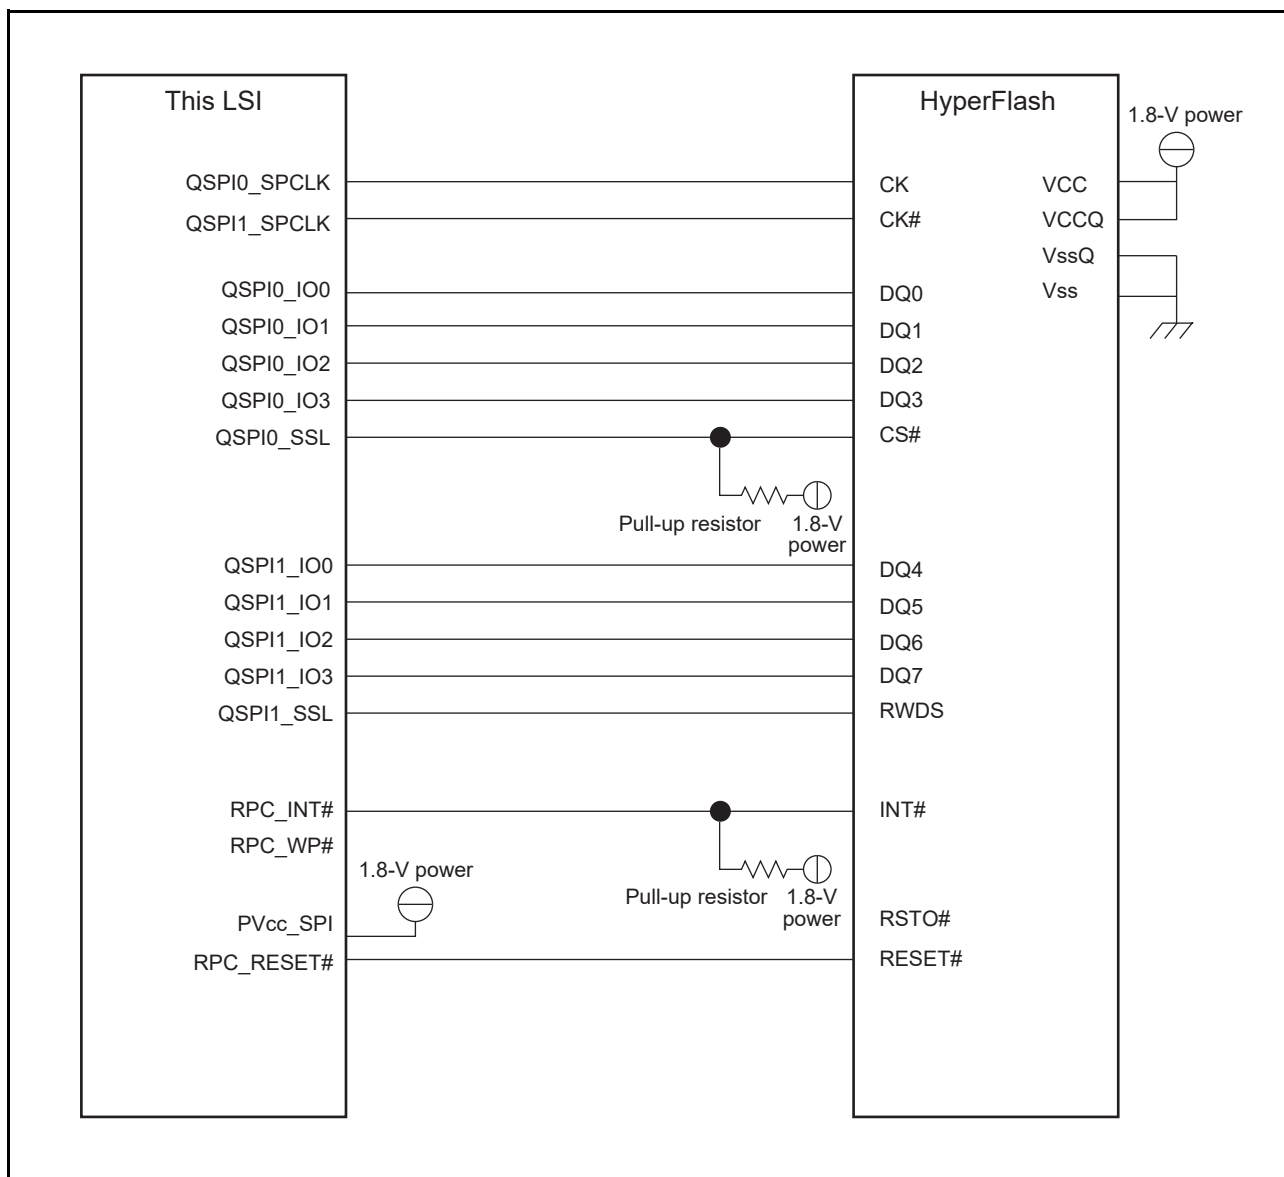 This LSI
HyperFlash
1.8-V power
QSPI0_SPCLK
CK
VCC
QSPI1_SPCLK
CK#
VCCQ
VssQ
QSPI0_IO0
DQ0
Vss
QSPI0_IO1
DQ1
QSPI0_IO2
DQ2
QSPI0_IO3
DQ3
QSPI0_SSL
CS#
Pull-up resistor
1.8-V
power
QSPI1_IO0
DQ4
QSPI1_IO1
DQ5
QSPI1_IO2
DQ6
QSPI1_IO3
DQ7
QSPI1_SSL
RWDS
RPC_INT#
INT#
RPC_WP#
1.8-V power
Pull-up resistor
1.8-V
power
PVcc_SPI
RSTO#
RPC_RESET#
RESET#